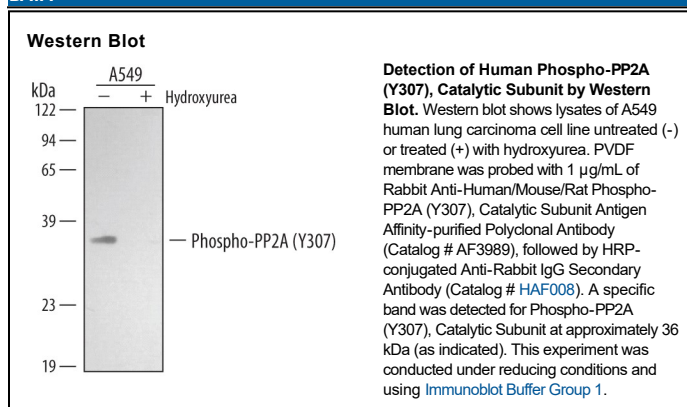 Western Blot
A549
kDa
− + Hydroxyurea
122
94
65
39
Phospho-PP2A (Y307)
23
19
Detection of Human Phospho-PP2A
(Y307), Catalytic Subunit by Western
Blot. Western blot shows lysates of A549
human lung carcinoma cell line untreated (-)
or treated (+) with hydroxyurea. PVDF
membrane was probed with 1 µg/mL of
Rabbit Anti-Human/Mouse/Rat Phospho-
PP2A (Y307), Catalytic Subunit Antigen
Affinity-purified Polyclonal Antibody
(Catalog # AF3989), followed by HRP-
conjugated Anti-Rabbit IgG Secondary
Antibody (Catalog # HAF008). A specific
band was detected for Phospho-PP2A
(Y307), Catalytic Subunit at approximately 36
kDa (as indicated). This experiment was
conducted under reducing conditions and
using Immunoblot Buffer Group 1.